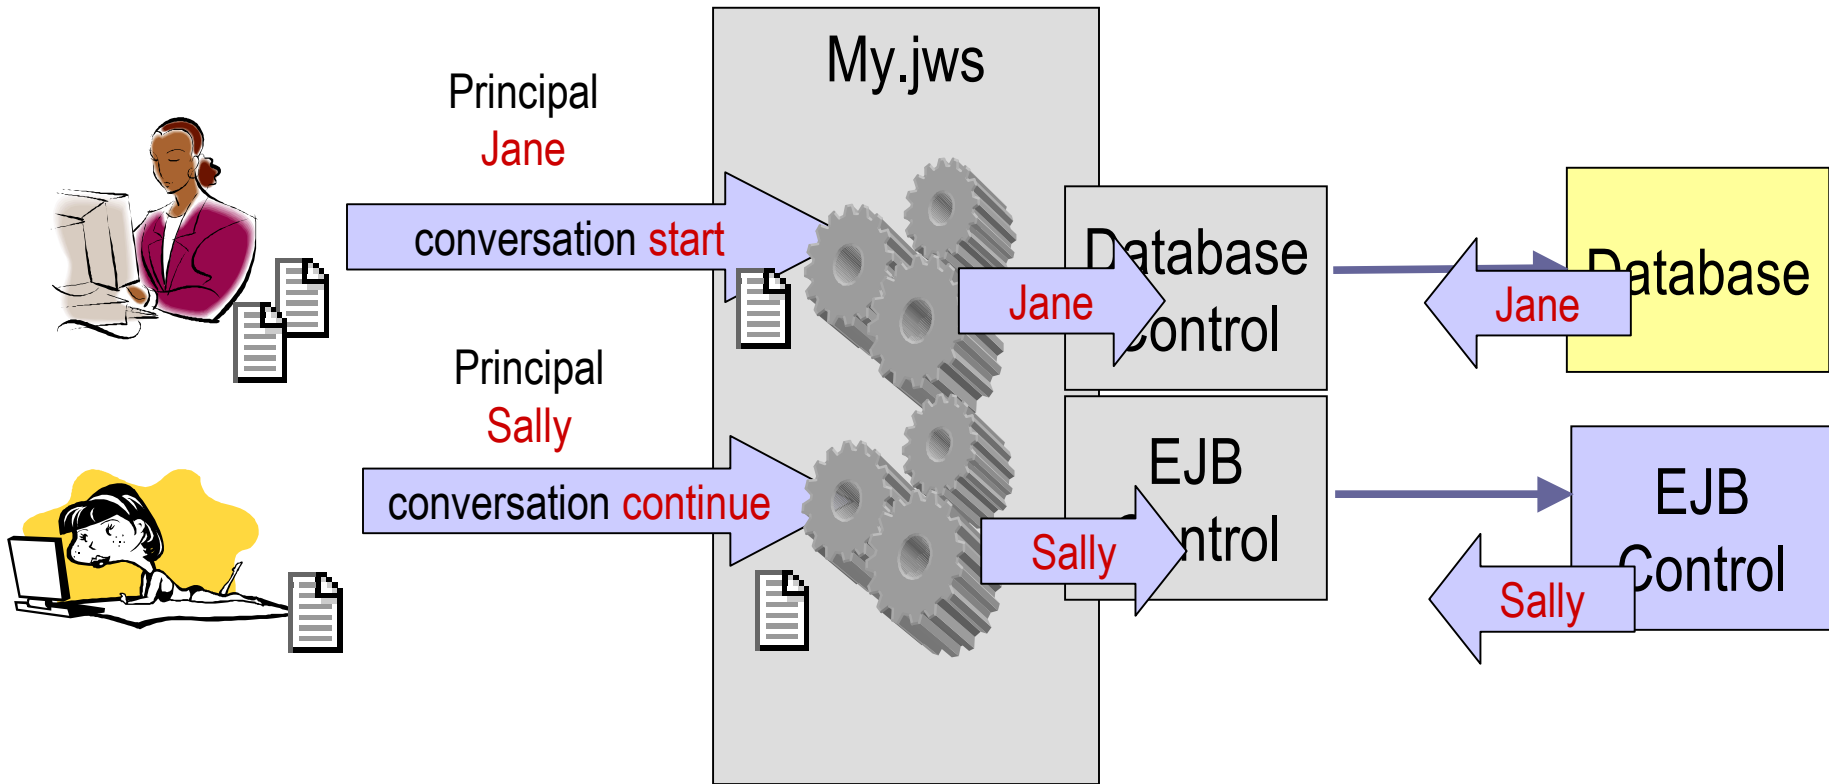 My.jws
Principal
Jane
conversation start
Database
Control
Jane
Database
Jane
Principal
Sally
conversation continue
EJB
Control
Sally
EJB
Control
Sally